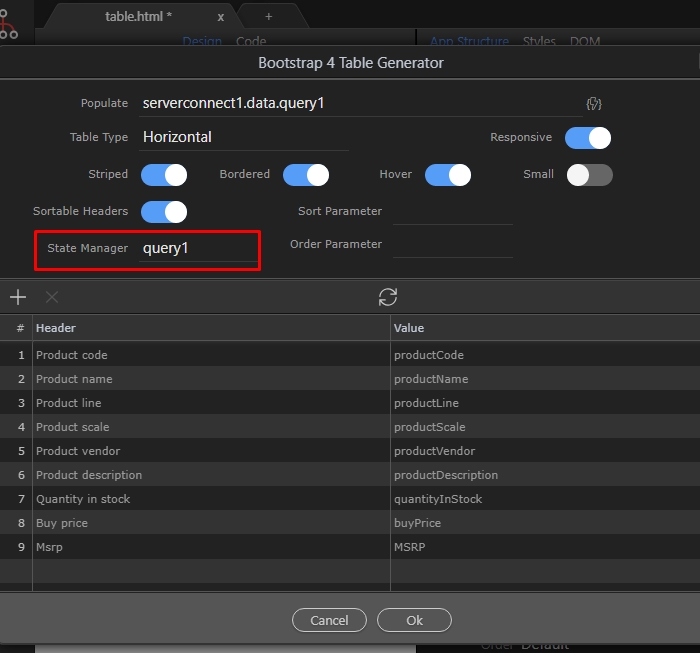 table.html * x +
Design Code App Structure Styles DOM
Bootstrap 4 Table Generator
Populate serverconnect1.data.query1
Table Type Horizontal Responsive
Striped Bordered Hover Small
Sortable Headers Sort Parameter
State Manager query1 Order Parameter
# Header Value
1 Product code productCode
2 Product name productName
3 Product line productLine
4 Product scale productScale
5 Product vendor productVendor
6 Product description productDescription
7 Quantity in stock quantityInStock
8 Buy price buyPrice
9 Msrp MSRP
Cancel Ok
Order Default